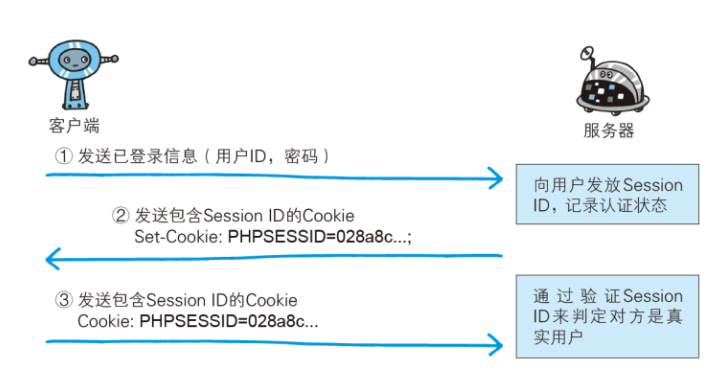 客户端
服务器
① 发送已登录信息（用户ID，密码）
向用户发放Session
ID，记录认证状态
② 发送包含Session ID的Cookie
Set-Cookie: PHPSESSID=028a8c...;
③ 发送包含Session ID的Cookie
Cookie: PHPSESSID=028a8c...
通过验证Session
ID来判定对方是真
实用户